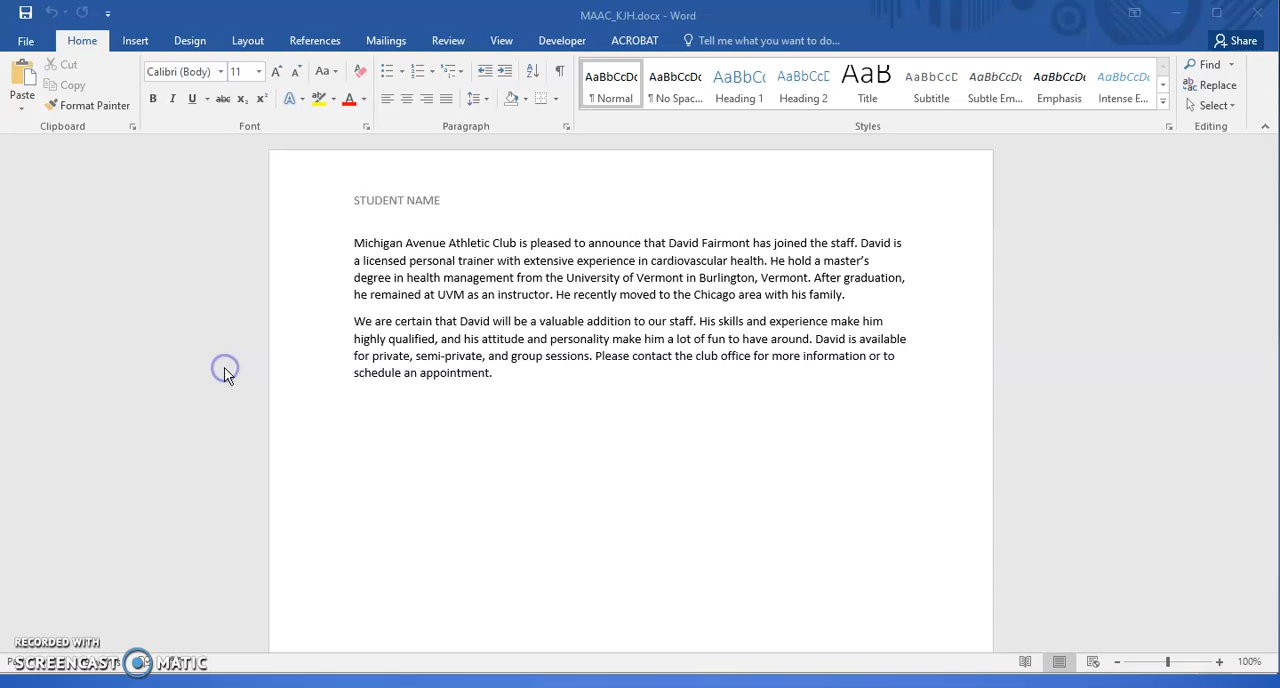 MAAC_KJH.docx - Word
File Home Insert Design Layout References Mailings Review View Developer ACROBAT Tell me what you want to do... Share
Paste
Cut
Copy
Format Painter
Clipboard
Calibri (Body) 11 Aa
B I U abc x₂ x² A A
Font
Paragraph
AaBbCcDc AaBbCcDc AaBbCc AaBbCcD AaB AaBbCcD AaBbCcDc AaBbCcDc AaBbCcDc
¶ Normal ¶ No Spac... Heading 1 Heading 2 Title Subtitle Subtle Em... Emphasis Intense E...
Styles
Find
Replace
Select
Editing
STUDENT NAME
Michigan Avenue Athletic Club is pleased to announce that David Fairmont has joined the staff. David is
a licensed personal trainer with extensive experience in cardiovascular health. He hold a master’s
degree in health management from the University of Vermont in Burlington, Vermont. After graduation,
he remained at UVM as an instructor. He recently moved to the Chicago area with his family.
We are certain that David will be a valuable addition to our staff. His skills and experience make him
highly qualified, and his attitude and personality make him a lot of fun to have around. David is available
for private, semi-private, and group sessions. Please contact the club office for more information or to
schedule an appointment.
RECORDED WITH
SCREENCAST MATIC
100%